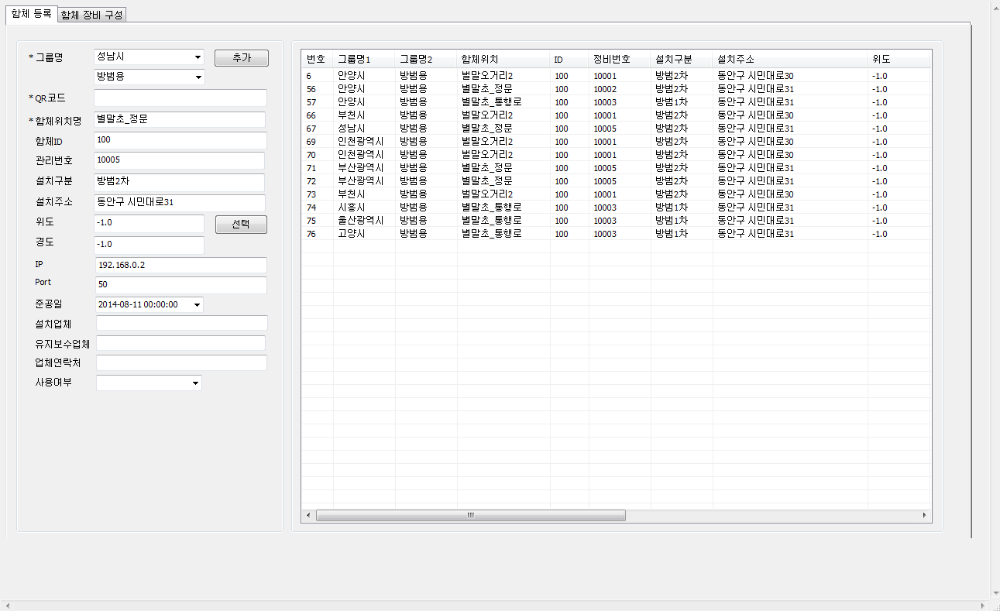 함체 등록 함체 장비 구성
* 그룹명 성남시 추가
방범용
* QR코드
* 함체위치명 별말초_정문
함체ID 100
관리번호 10005
설치구분 방범2차
설치주소 동안구 시민대로31
위도 -1.0 선택
경도 -1.0
IP 192.168.0.2
Port 50
준공일 2014-08-11 00:00:00
설치업체
유지보수업체
업체연락처
사용여부
번호 그룹명1 그룹명2 함체위치 ID 정비번호 설치구분 설치주소 위도
6 안양시 방범용 벌말오거리2 100 10001 방범2차 동안구 시민대로30 -1.0
56 안양시 방범용 별말초_정문 100 10002 방범2차 동안구 시민대로31 -1.0
57 안양시 방범용 별말초_통행로 100 10003 방범1차 동안구 시민대로31 -1.0
66 부천시 방범용 벌말오거리2 100 10001 방범2차 동안구 시민대로30 -1.0
67 성남시 방범용 별말초_정문 100 10005 방범2차 동안구 시민대로31 -1.0
69 인천광역시 방범용 벌말오거리2 100 10001 방범2차 동안구 시민대로30 -1.0
70 인천광역시 방범용 벌말오거리2 100 10001 방범2차 동안구 시민대로30 -1.0
71 부산광역시 방범용 별말초_정문 100 10005 방범2차 동안구 시민대로31 -1.0
72 부산광역시 방범용 별말초_정문 100 10005 방범2차 동안구 시민대로31 -1.0
73 부천시 방범용 벌말오거리2 100 10001 방범2차 동안구 시민대로30 -1.0
74 시흥시 방범용 별말초_통행로 100 10003 방범1차 동안구 시민대로31 -1.0
75 울산광역시 방범용 별말초_통행로 100 10003 방범1차 동안구 시민대로31 -1.0
76 고양시 방범용 별말초_통행로 100 10003 방범1차 동안구 시민대로31 -1.0